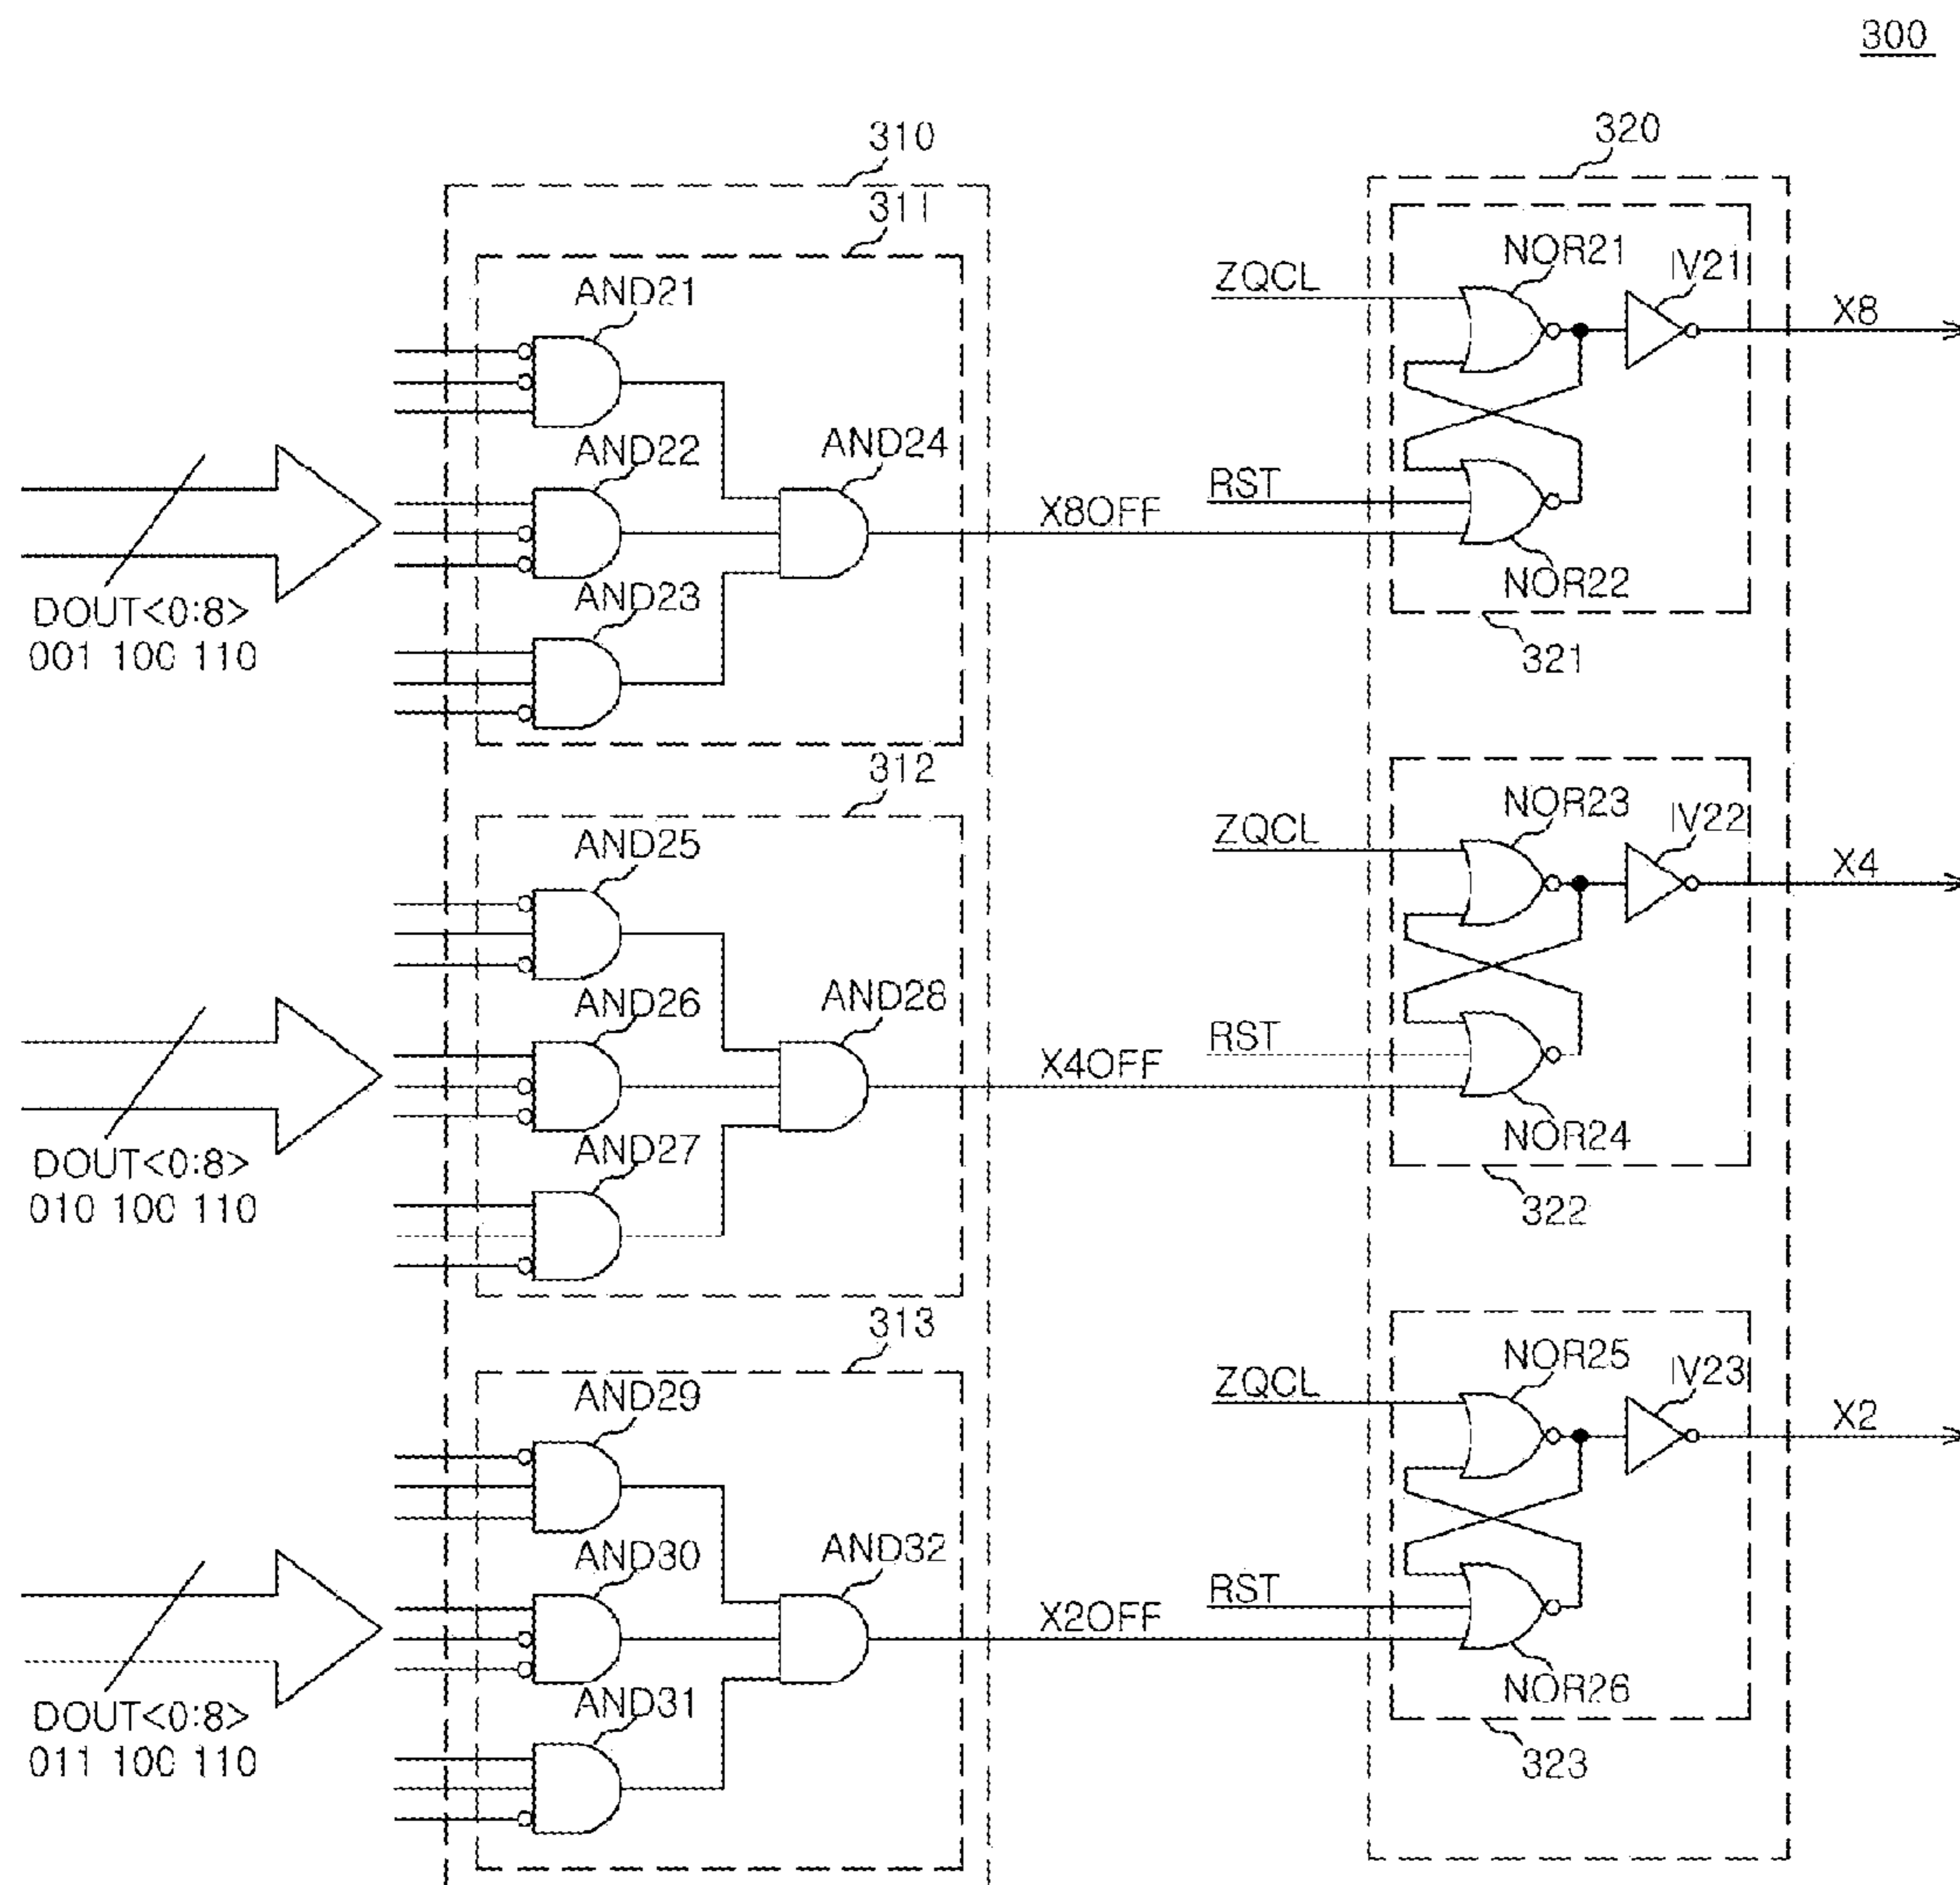 300
310
311
AND21
AND22
AND24
AND23
DOUT<0:8>
001 100 110
X8OFF
320
ZQCL
NOR21
IV21
X8
RST
NOR22
321
312
AND25
AND26
AND28
AND27
DOUT<0:8>
010 100 110
X4OFF
ZQCL
NOR23
IV22
X4
RST
NOR24
322
313
AND29
AND30
AND32
AND31
DOUT<0:8>
011 100 110
X2OFF
ZQCL
NOR25
IV23
X2
RST
NOR26
323